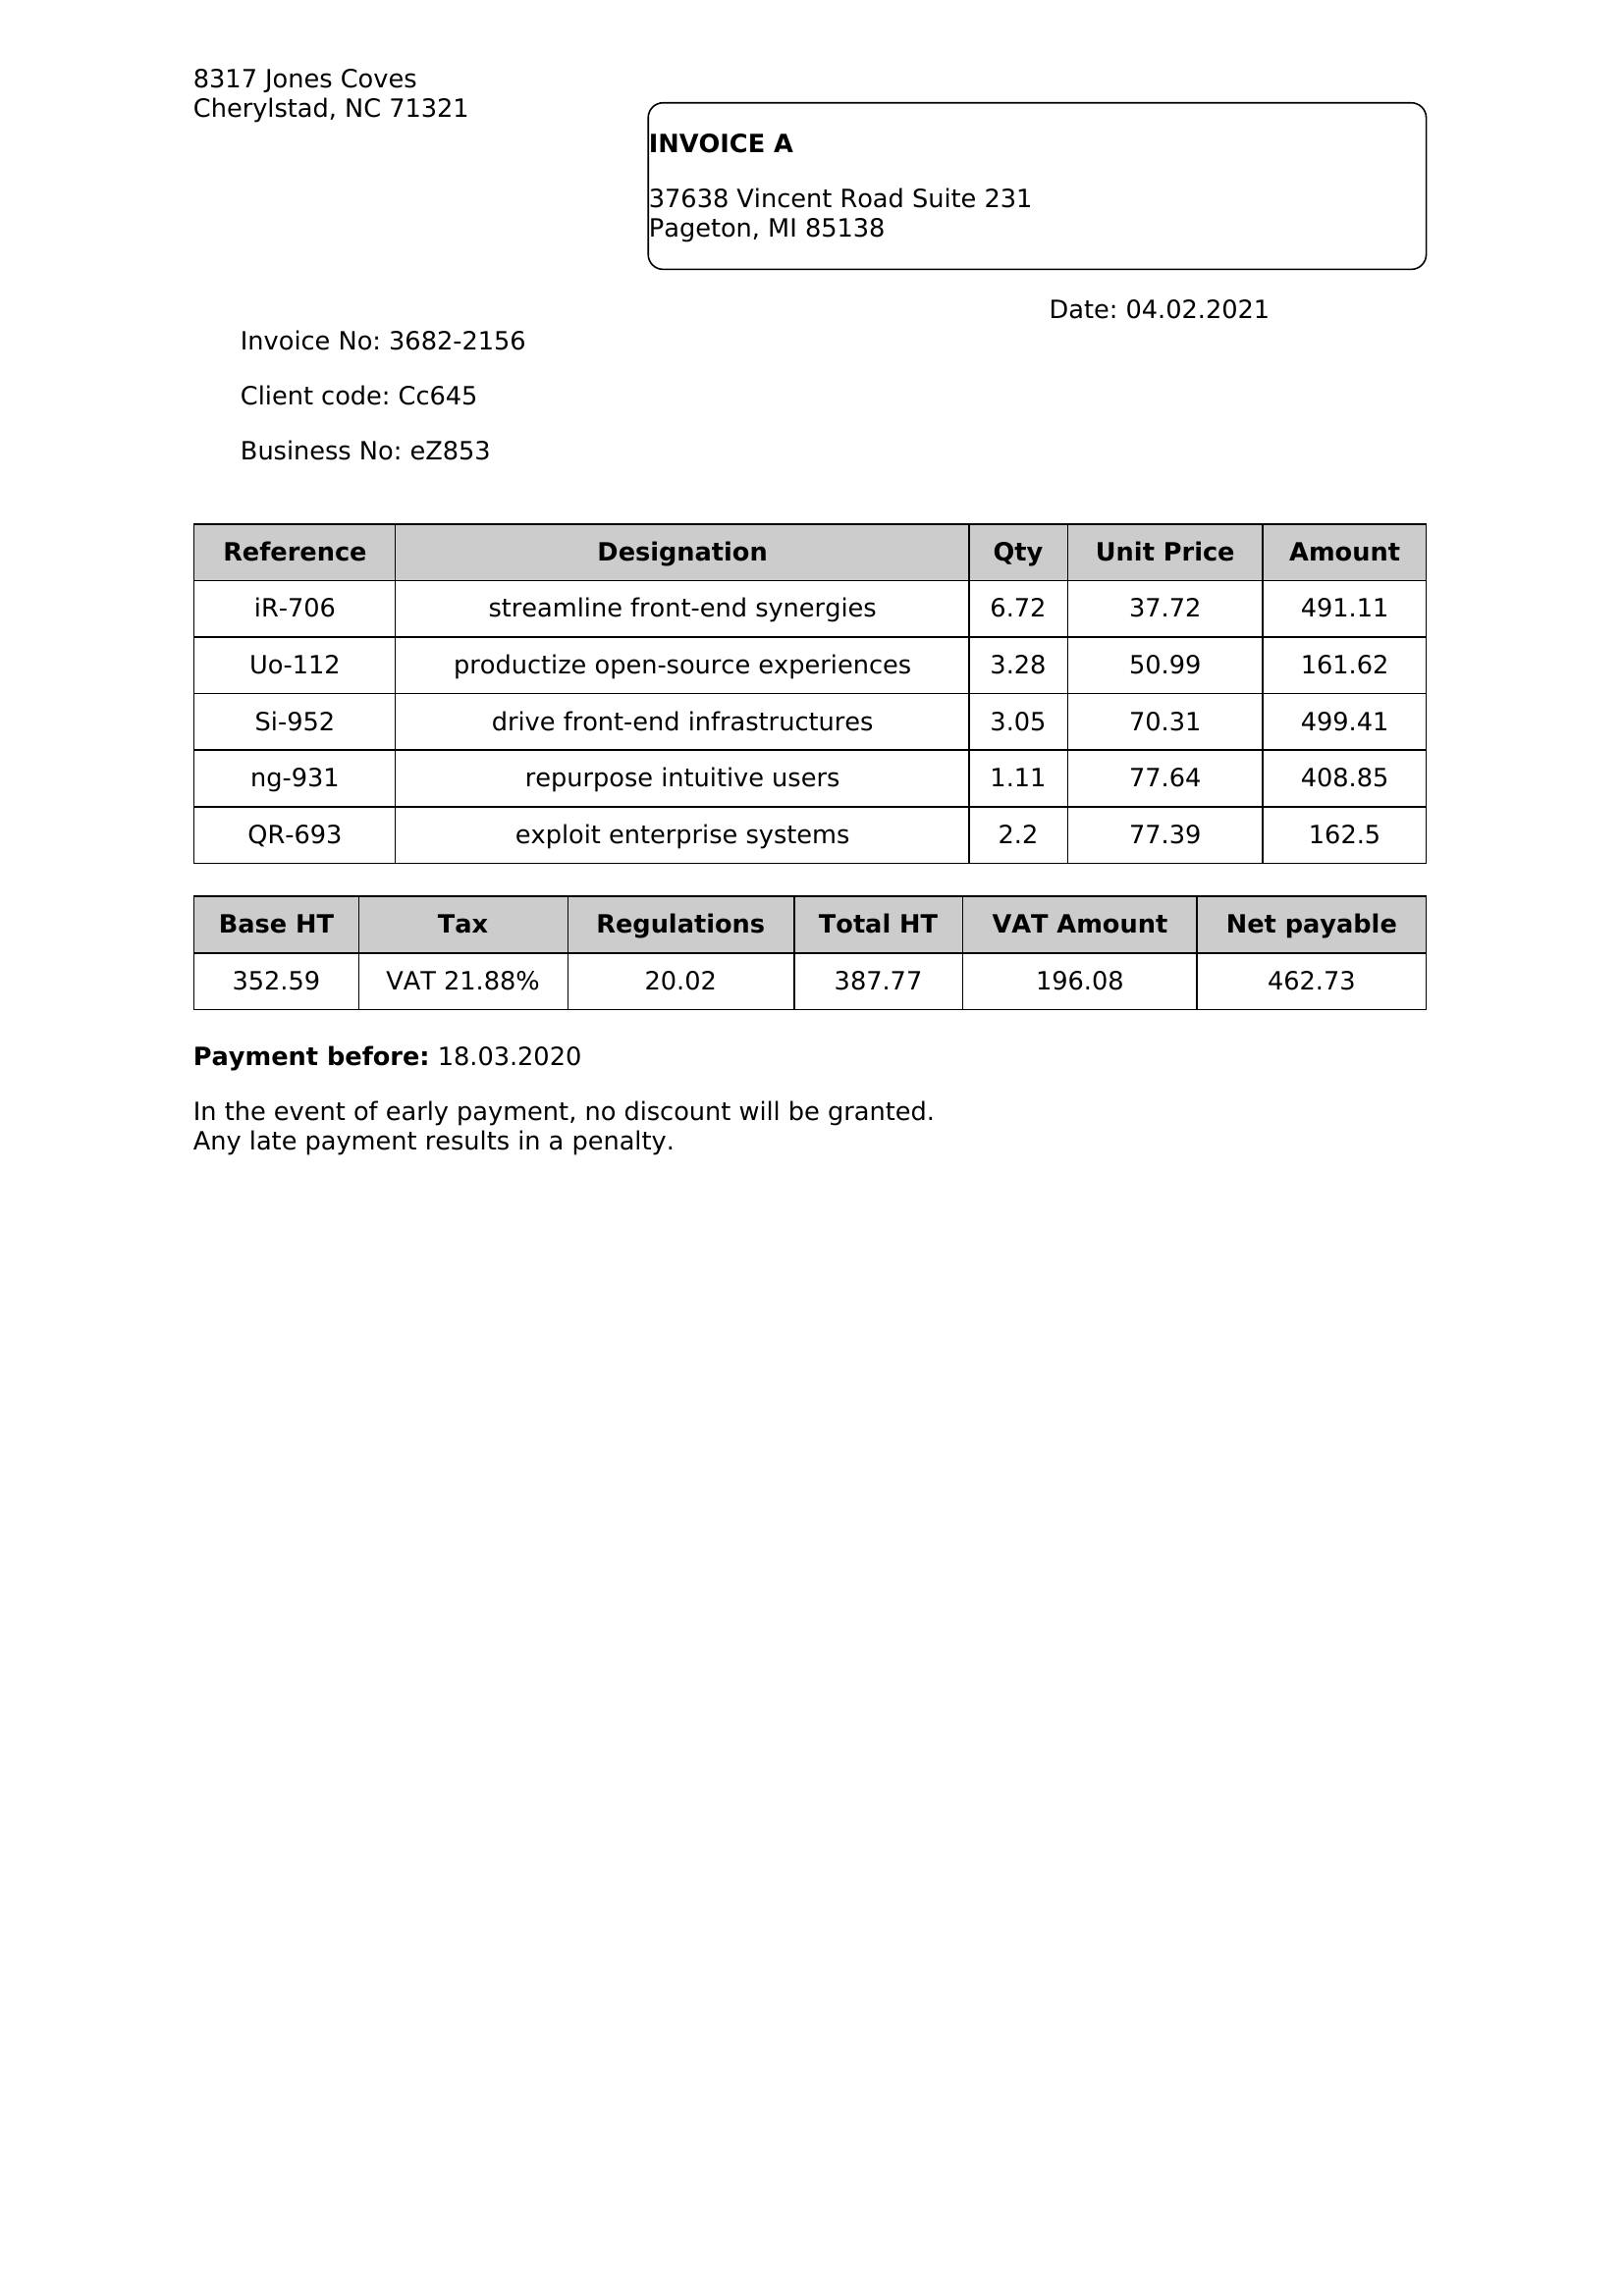 8317 Jones Coves
Cherylstad, NC 71321
INVOICE A
37638 Vincent Road Suite 231
Pageton, MI 85138
Date: 04.02.2021
Invoice No: 3682-2156
Client code: Cc645
Business No: eZ853
Reference Designation Qty Unit Price Amount
iR-706 streamline front-end synergies 6.72 37.72 491.11
Uo-112 productize open-source experiences 3.28 50.99 161.62
Si-952 drive front-end infrastructures 3.05 70.31 499.41
ng-931 repurpose intuitive users 1.11 77.64 408.85
QR-693 exploit enterprise systems 2.2 77.39 162.5
Base HT Tax Regulations Total HT VAT Amount Net payable
352.59 VAT 21.88% 20.02 387.77 196.08 462.73
Payment before: 18.03.2020
In the event of early payment, no discount will be granted.
Any late payment results in a penalty.